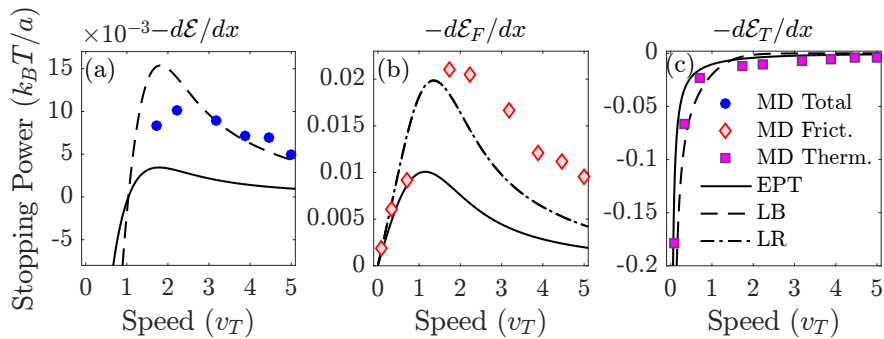 ×10⁻³ -dℰ/dx
-dℰ_F/dx
-dℰ_T/dx
Stopping Power (k_BT/a)
(a)
15
10
5
0
-5
0 1 2 3 4 5
Speed (v_T)
(b)
0.02
0.015
0.01
0.005
0
0 1 2 3 4 5
Speed (v_T)
(c)
0
-0.05
-0.1
-0.15
-0.2
MD Total
MD Frict.
MD Therm.
EPT
LB
LR
0 1 2 3 4 5
Speed (v_T)